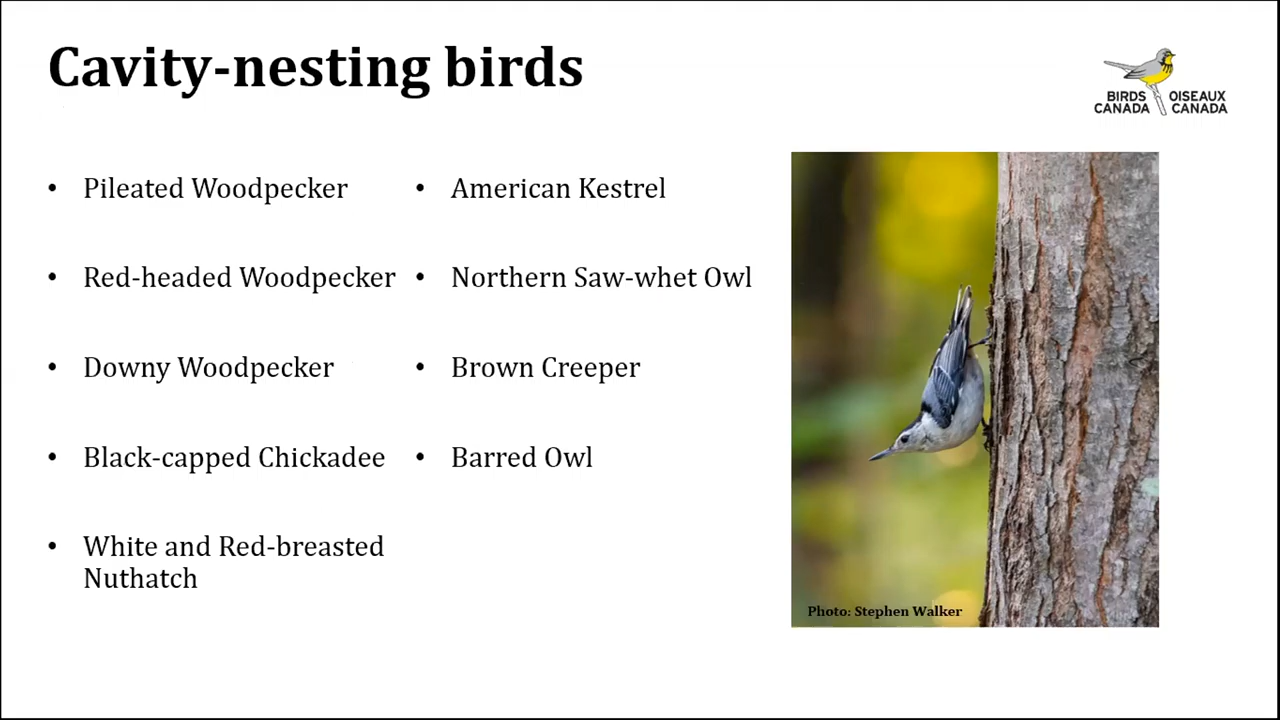 Cavity-nesting birds
BIRDS CANADA
OISEAUX CANADA
• Pileated Woodpecker
• Red-headed Woodpecker
• Downy Woodpecker
• Black-capped Chickadee
• White and Red-breasted
Nuthatch
• American Kestrel
• Northern Saw-whet Owl
• Brown Creeper
• Barred Owl
Photo: Stephen Walker